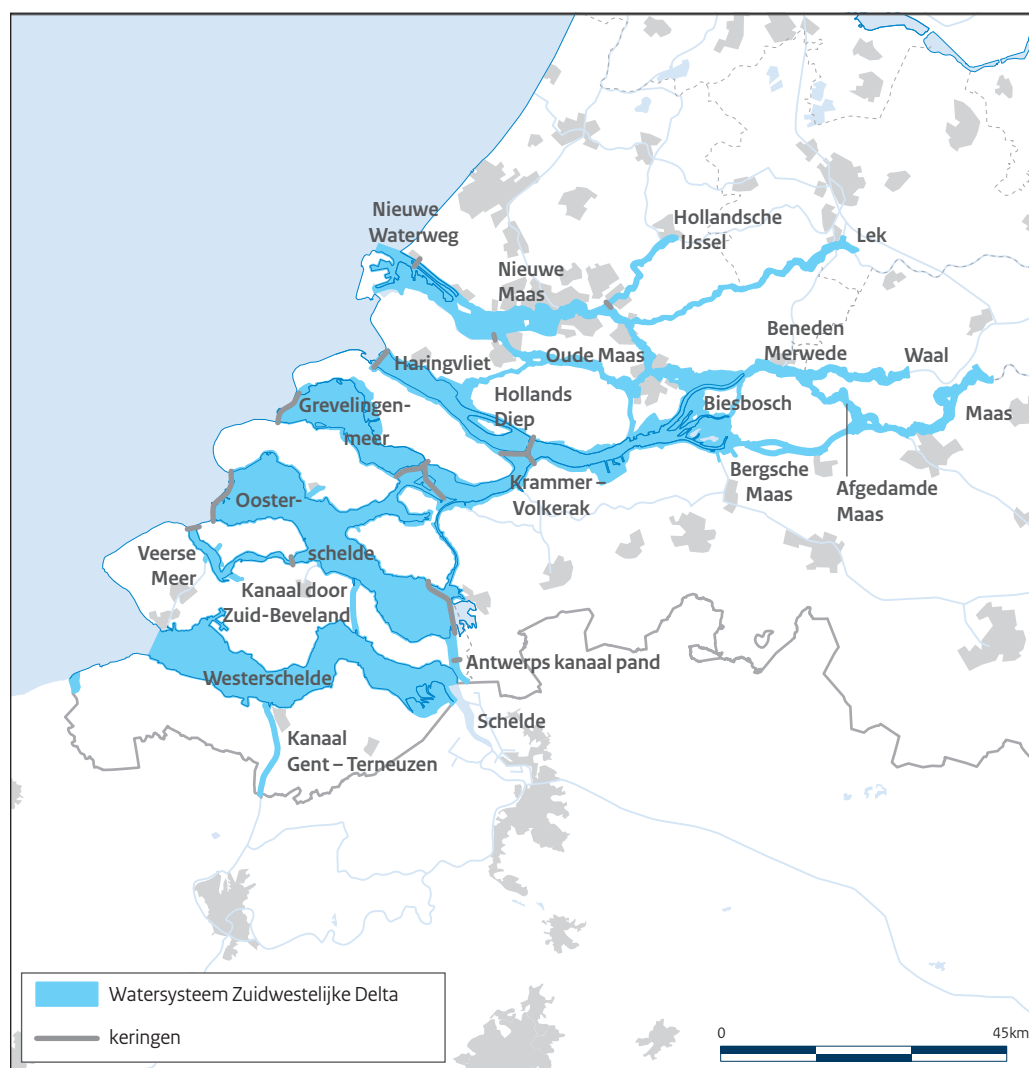 Nieuwe
Waterweg
Hollandsche
IJssel
Lek
Nieuwe
Maas
Beneden
Merwede
Waal
Oude Maas
Haringvliet
Hollands
Diep
Biesbosch
Maas
Grevelingen-
meer
Bergsche
Maas
Afgedamde
Maas
Krammer –
Volkerak
Ooster-
schelde
Veerse
Meer
Kanaal door
Zuid-Beveland
Antwerps kanaal pand
Westerschelde
Schelde
Kanaal
Gent – Terneuzen
Watersysteem Zuidwestelijke Delta
keringen
0 45km